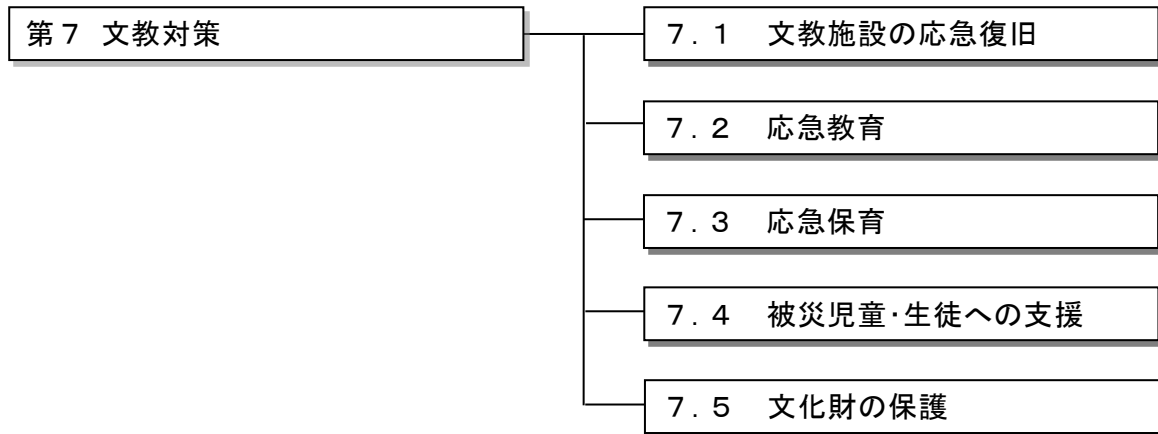 第７ 文教対策
７．１　文教施設の応急復旧
７．２　応急教育
７．３　応急保育
７．４　被災児童・生徒への支援
７．５　文化財の保護